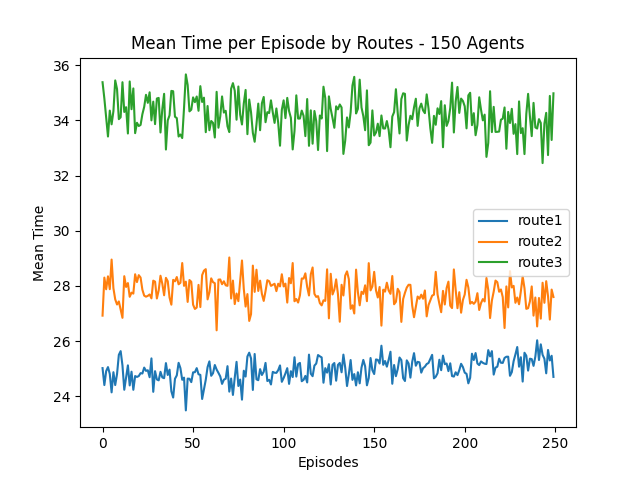 Mean Time per Episode by Routes - 150 Agents
36
34
32
30
28
26
24
Mean Time
route1
route2
route3
0 50 100 150 200 250
Episodes